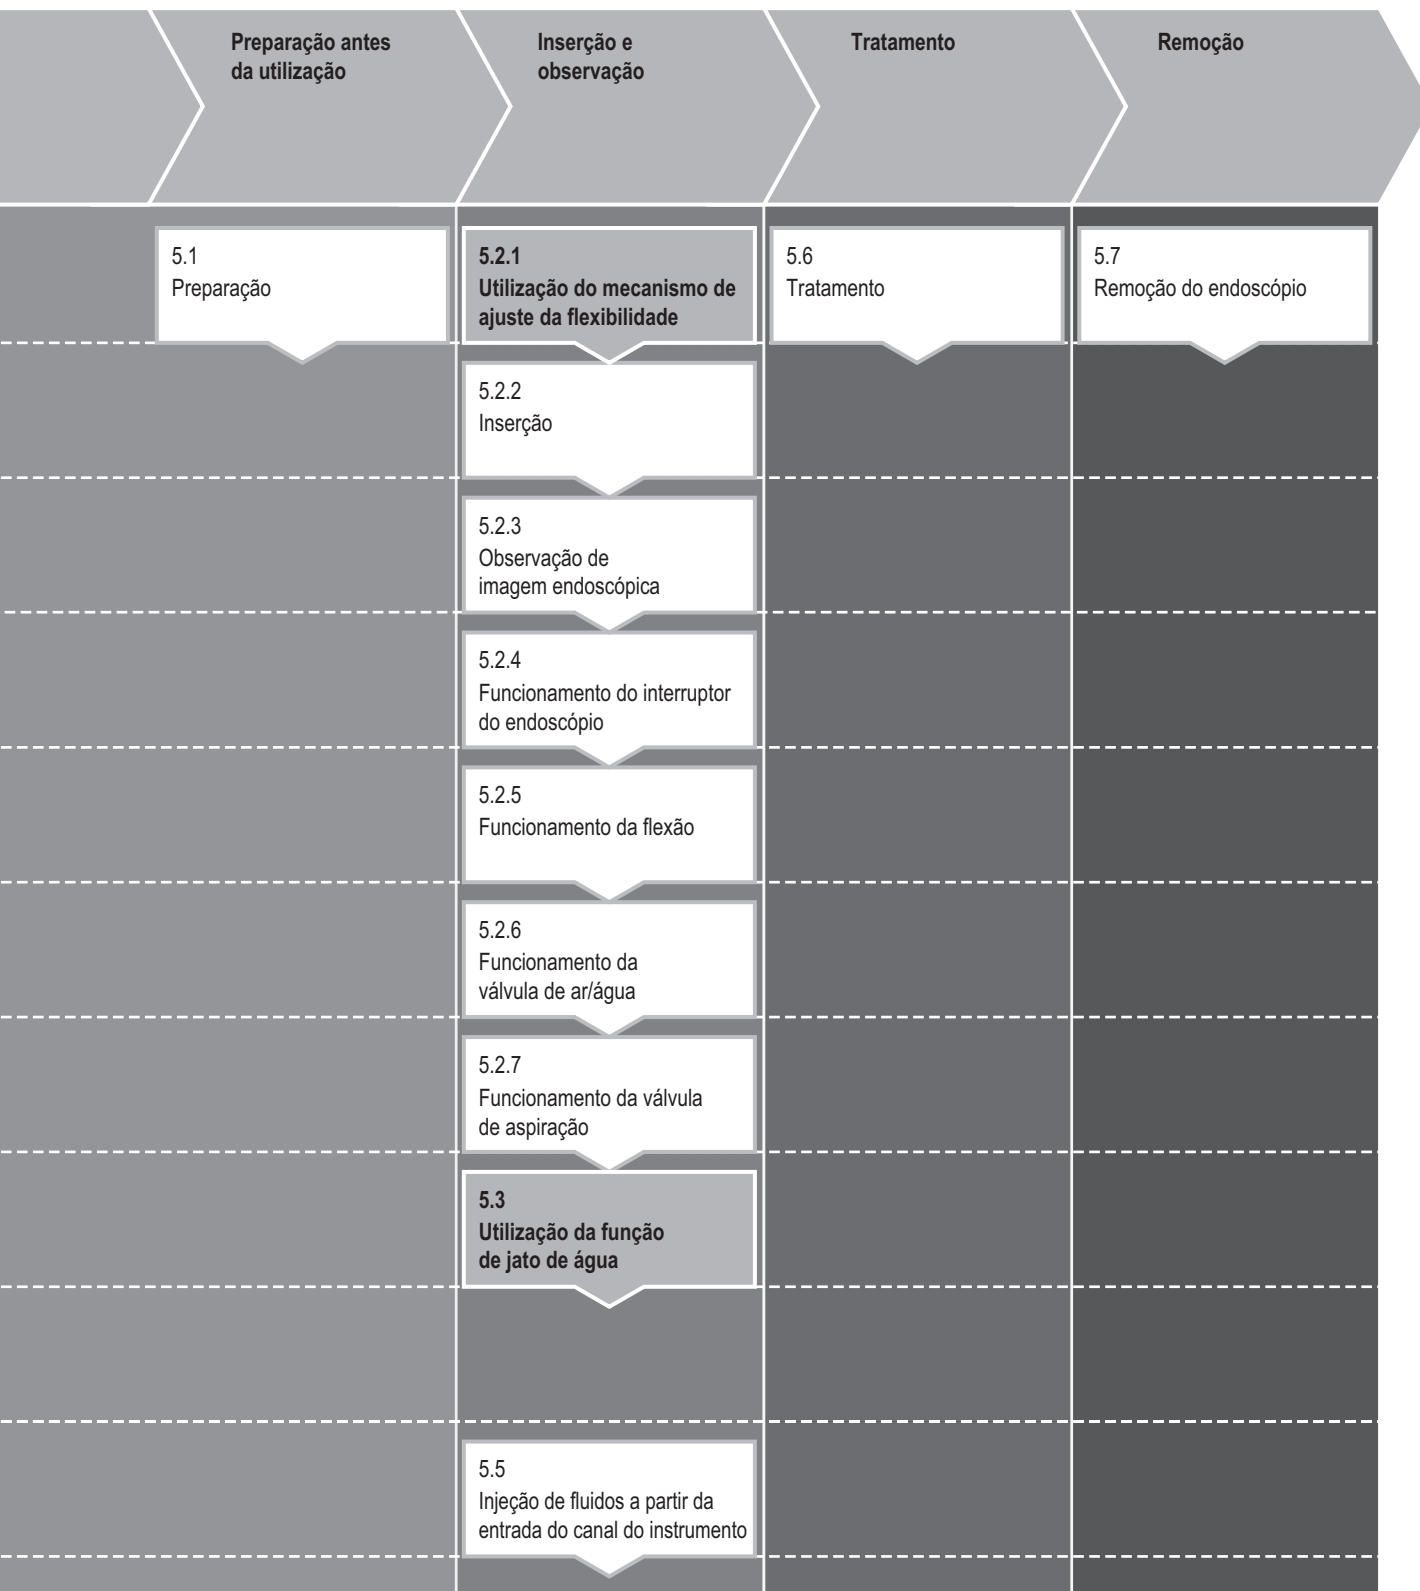 Preparação antes
da utilização
Inserção e
observação
Tratamento
Remoção
5.1
Preparação
5.2.1
Utilização do mecanismo de
ajuste da flexibilidade
5.6
Tratamento
5.7
Remoção do endoscópio
5.2.2
Inserção
5.2.3
Observação de
imagem endoscópica
5.2.4
Funcionamento do interruptor
do endoscópio
5.2.5
Funcionamento da flexão
5.2.6
Funcionamento da
válvula de ar/água
5.2.7
Funcionamento da válvula
de aspiração
5.3
Utilização da função
de jato de água
5.5
Injeção de fluidos a partir da
entrada do canal do instrumento